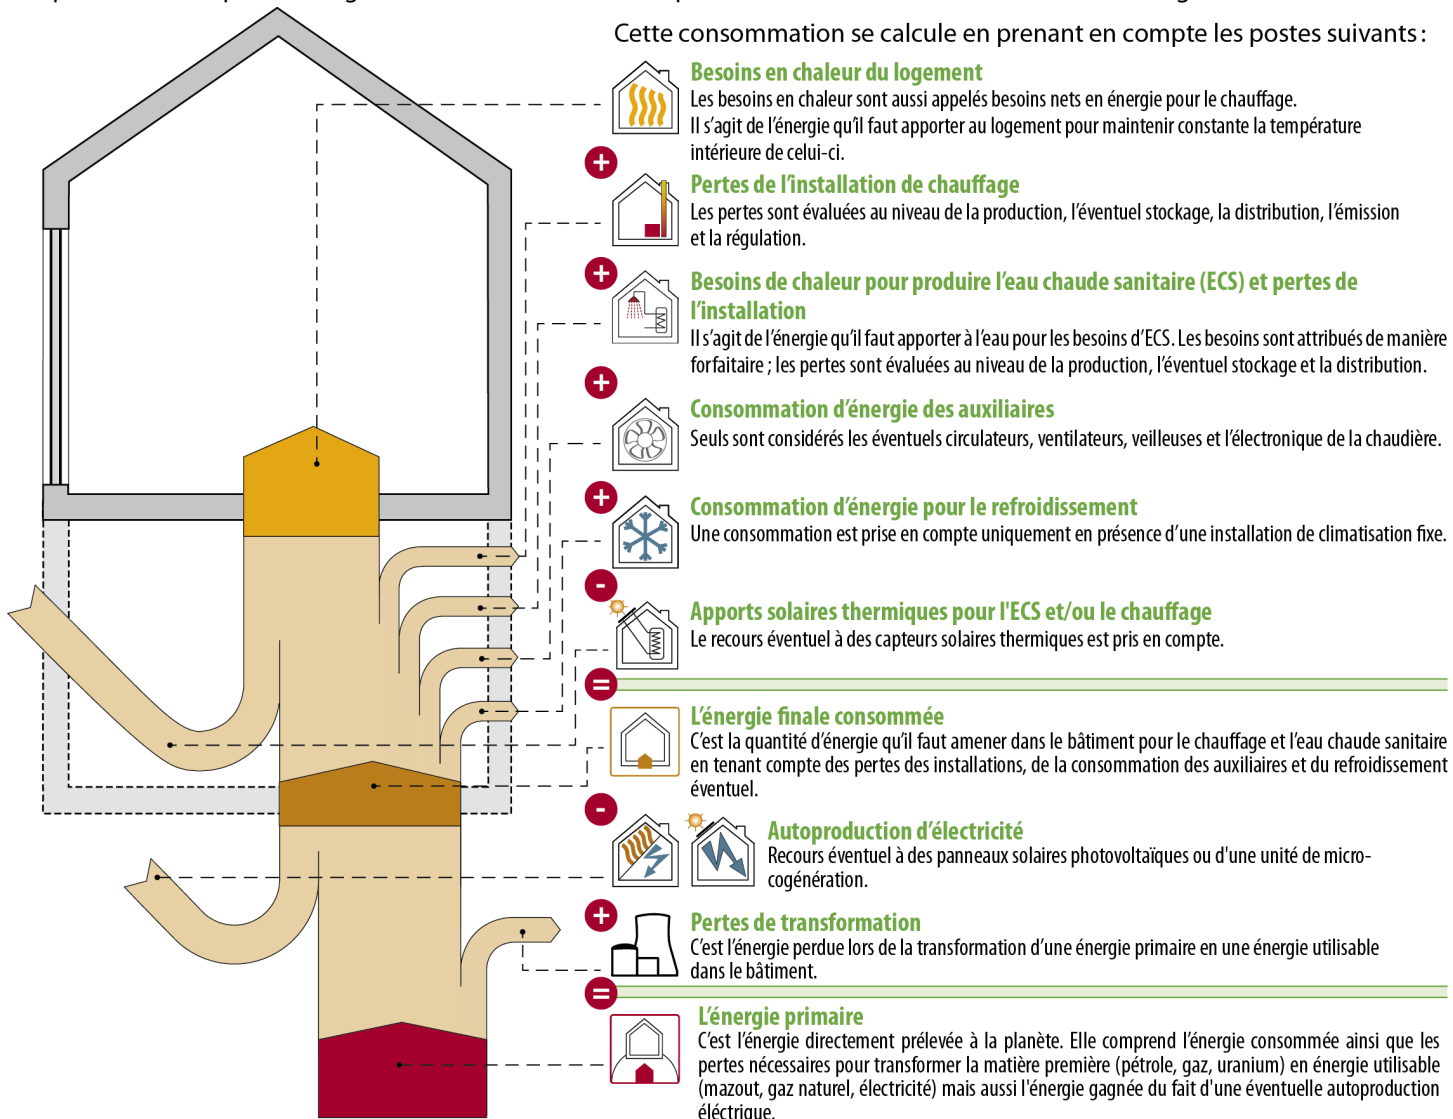 Cette consommation se calcule en prenant en compte les postes suivants :
Besoins en chaleur du logement
Les besoins en chaleur sont aussi appelés besoins nets en énergie pour le chauffage.
Il s’agit de l’énergie qu’il faut apporter au logement pour maintenir constante la température
intérieure de celui-ci.
+
Pertes de l’installation de chauffage
Les pertes sont évaluées au niveau de la production, l’éventuel stockage, la distribution, l’émission
et la régulation.
+
Besoins de chaleur pour produire l’eau chaude sanitaire (ECS) et pertes de
l’installation
Il s’agit de l’énergie qu’il faut apporter à l’eau pour les besoins d’ECS. Les besoins sont attribués de manière
forfaitaire ; les pertes sont évaluées au niveau de la production, l’éventuel stockage et la distribution.
+
Consommation d’énergie des auxiliaires
Seuls sont considérés les éventuels circulateurs, ventilateurs, veilleuses et l’électronique de la chaudière.
+
Consommation d’énergie pour le refroidissement
Une consommation est prise en compte uniquement en présence d’une installation de climatisation fixe.
-
Apports solaires thermiques pour l'ECS et/ou le chauffage
Le recours éventuel à des capteurs solaires thermiques est pris en compte.
=
L’énergie finale consommée
C’est la quantité d’énergie qu’il faut amener dans le bâtiment pour le chauffage et l’eau chaude sanitaire
en tenant compte des pertes des installations, de la consommation des auxiliaires et du refroidissement
éventuel.
-
Autoproduction d’électricité
Recours éventuel à des panneaux solaires photovoltaïques ou d'une unité de micro-
cogénération.
+
Pertes de transformation
C’est l’énergie perdue lors de la transformation d’une énergie primaire en une énergie utilisable
dans le bâtiment.
=
L’énergie primaire
C’est l’énergie directement prélevée à la planète. Elle comprend l’énergie consommée ainsi que les
pertes nécessaires pour transformer la matière première (pétrole, gaz, uranium) en énergie utilisable
(mazout, gaz naturel, électricité) mais aussi l'énergie gagnée du fait d'une éventuelle autoproduction
éléctrique.